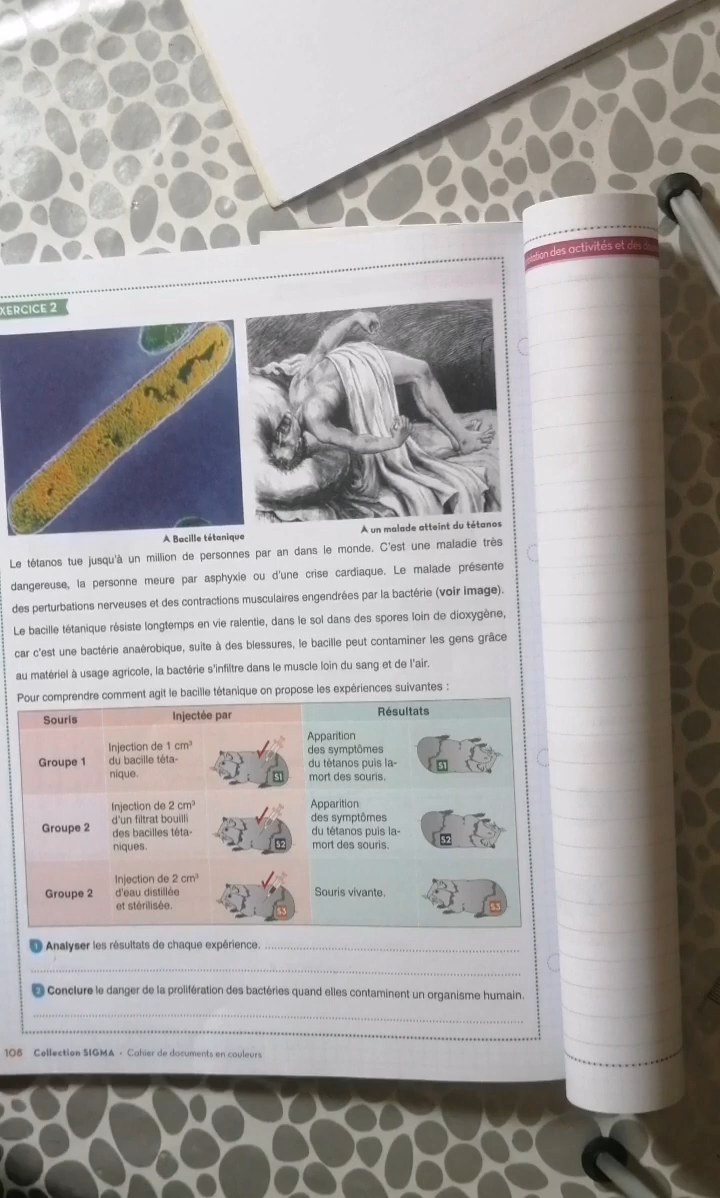 XERCICE 2
ntation des activités et des
A Bacille tétanique
A un malade atteint du tétanos
Le tétanos tue jusqu'à un million de personnes par an dans le monde. C'est une maladie très
dangereuse, la personne meure par asphyxie ou d'une crise cardiaque. Le malade présente
des perturbations nerveuses et des contractions musculaires engendrées par la bactérie (voir image).
Le bacille tétanique résiste longtemps en vie ralentie, dans le sol dans des spores loin de dioxygène,
car c'est une bactérie anaérobique, suite à des blessures, le bacille peut contaminer les gens grâce
au matériel à usage agricole, la bactérie s'infiltre dans le muscle loin du sang et de l'air.
Pour comprendre comment agit le bacille tétanique on propose les expériences suivantes :
Souris
Injectée par
Résultats
Groupe 1
Injection de 1 cm³
du bacille téta-
nique.
S1
Apparition
des symptômes
du tétanos puis la-
mort des souris.
S1
Groupe 2
Injection de 2 cm³
d'un filtrat bouilli
des bacilles téta-
niques.
S2
Apparition
des symptômes
du tétanos puis la-
mort des souris.
S2
Groupe 2
Injection de 2 cm³
d'eau distillée
et stérilisée.
S3
Souris vivante.
S3
1 Analyser les résultats de chaque expérience.
2 Conclure le danger de la prolifération des bactéries quand elles contaminent un organisme humain.
106 Collection SIGMA - Cahier de documents en couleurs